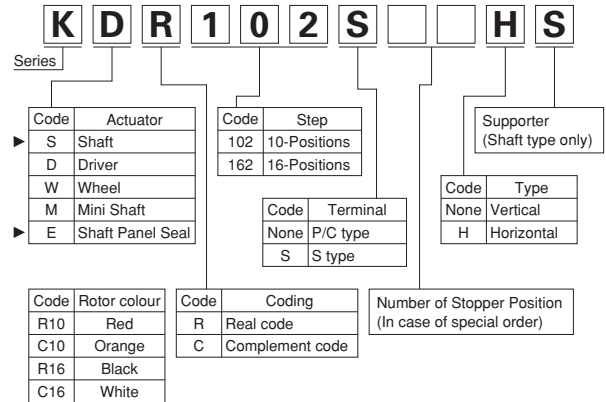 K D R 1 0 2 S H S
Series
Code Actuator
► S Shaft
D Driver
W Wheel
M Mini Shaft
► E Shaft Panel Seal
Code Step
102 10-Positions
162 16-Positions
Supporter
(Shaft type only)
Code Terminal
None P/C type
S S type
Code Type
None Vertical
H Horizontal
Code Rotor colour
R10 Red
C10 Orange
R16 Black
C16 White
Code Coding
R Real code
C Complement code
Number of Stopper Position
(In case of special order)